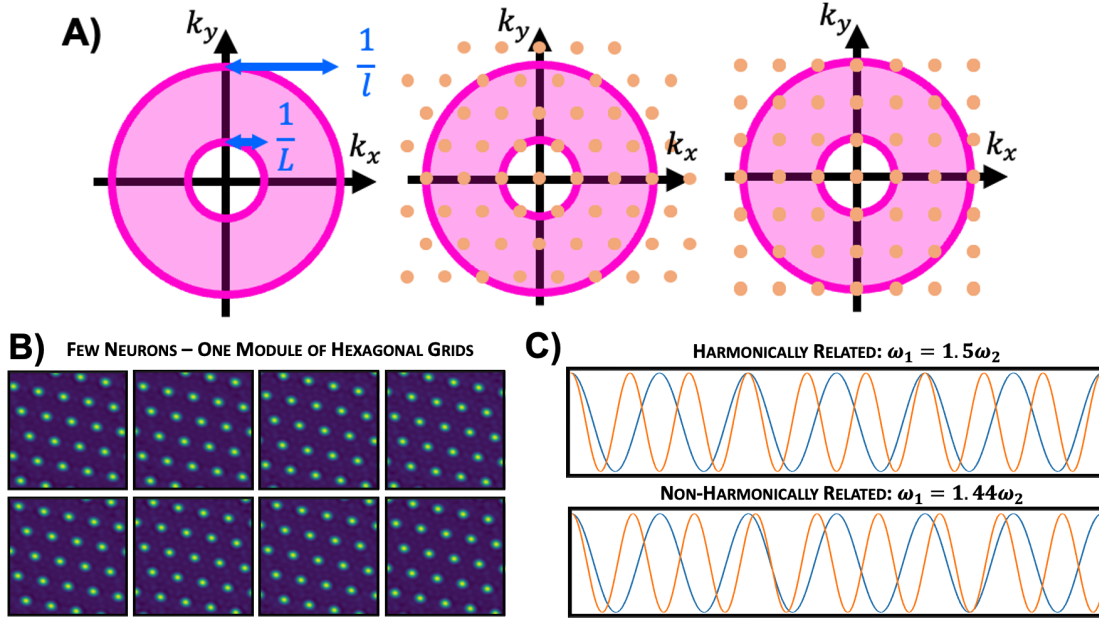 A)
k_y
k_y
k_y
1/l
1/L
k_x
k_x
k_x
B)
FEW NEURONS – ONE MODULE OF HEXAGONAL GRIDS
C)
HARMONICALLY RELATED: ω₁ = 1.5ω₂
NON-HARMONICALLY RELATED: ω₁ = 1.44ω₂